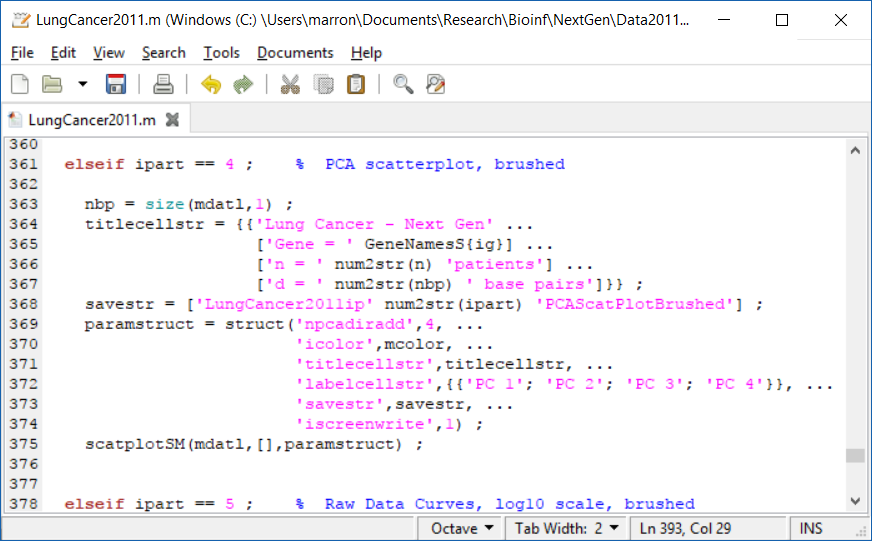 LungCancer2011.m (Windows (C:) \Users\marron\Documents\Research\Bioinf\NextGen\Data2011...
File Edit View Search Tools Documents Help
LungCancer2011.m
360
361 elseif ipart == 4 ; % PCA scatterplot, brushed
362
363 nbp = size(mdatl,1) ;
364 titlecellstr = {{'Lung Cancer - Next Gen' ...
365 ['Gene = ' GeneNamesS{ig}] ...
366 ['n = ' num2str(n) 'patients'] ...
367 ['d = ' num2str(nbp) ' base pairs']}} ;
368 savestr = ['LungCancer2011ip' num2str(ipart) 'PCAScatPlotBrushed'] ;
369 paramstruct = struct('npcadiradd',4, ...
370 'icolor',mcolor, ...
371 'titlecellstr',titlecellstr, ...
372 'labelcellstr',{{'PC 1'; 'PC 2'; 'PC 3'; 'PC 4'}}, ...
373 'savestr',savestr, ...
374 'iscreenwrite',1) ;
375 scatplotSM(mdatl,[],paramstruct) ;
376
377
378 elseif ipart == 5 ; % Raw Data Curves, log10 scale, brushed
Octave Tab Width: 2 Ln 393, Col 29 INS